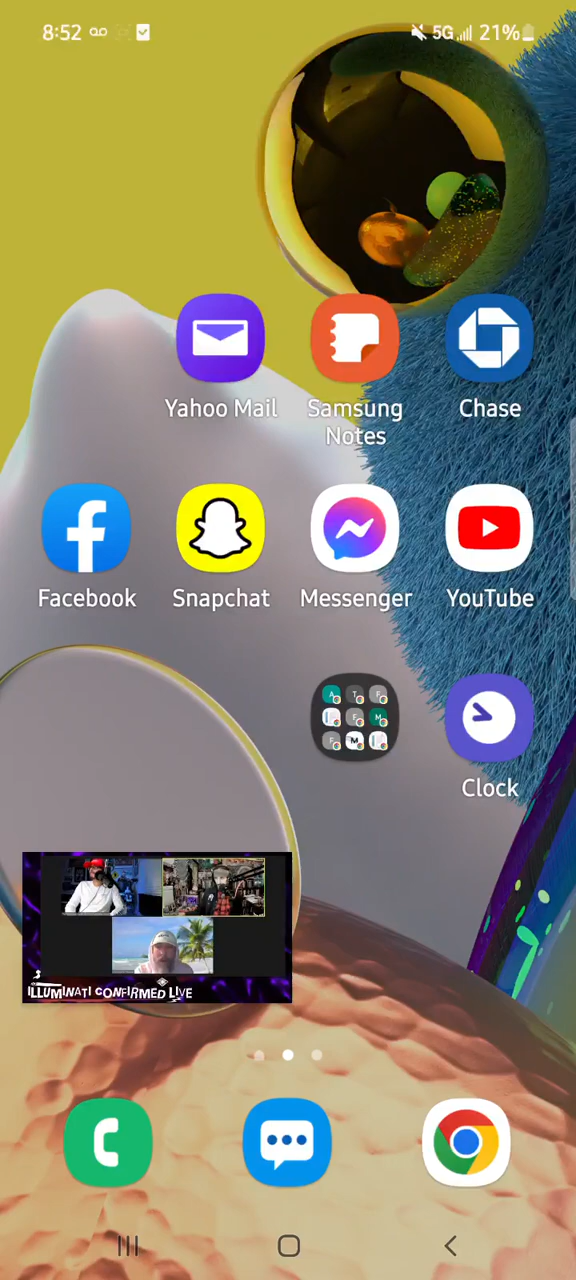 8:52
5G 21%
Yahoo Mail
Samsung Notes
Chase
Facebook
Snapchat
Messenger
YouTube
Clock
ILLUMINATI CONFIRMED LIVE